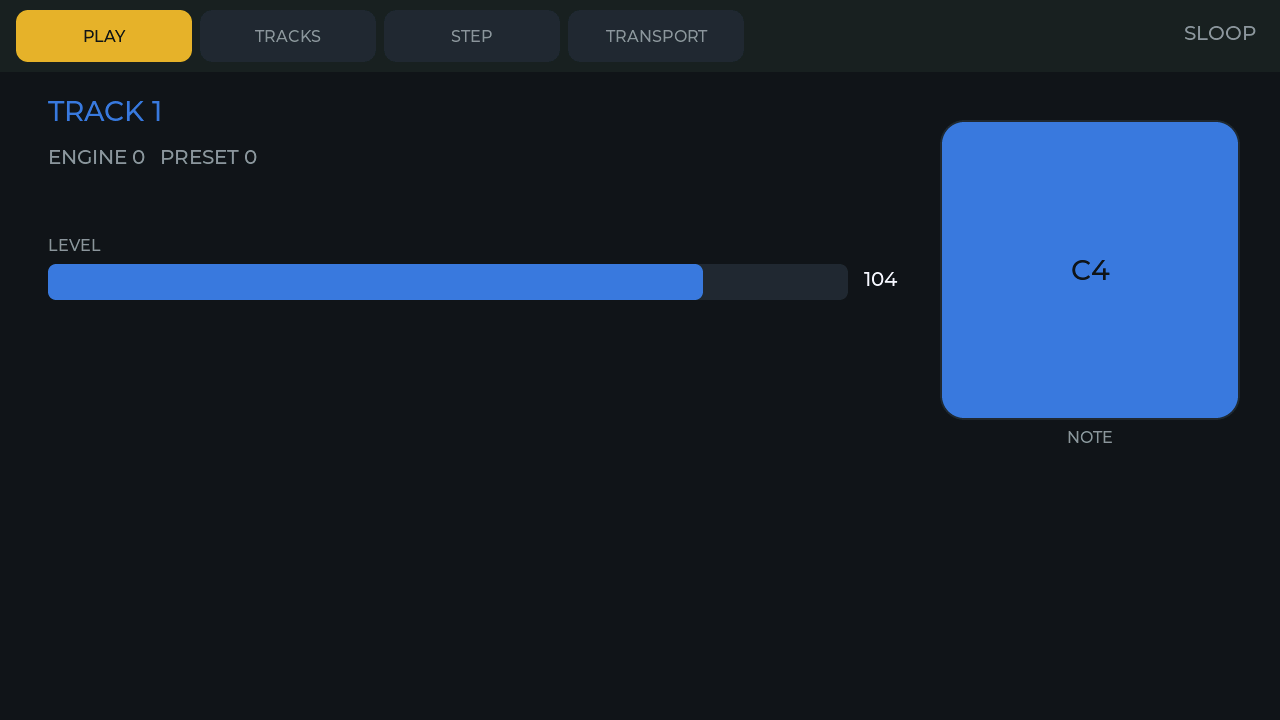 PLAY TRACKS STEP TRANSPORT SLOOP
TRACK 1
ENGINE 0 PRESET 0
LEVEL
104
C4
NOTE